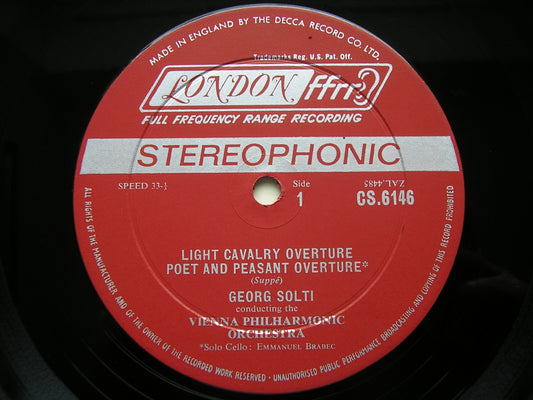 MADE IN ENGLAND BY THE DECCA RECORD CO. LTD.
Trademarks Reg. U.S. Pat. Off.
LONDON ffrr
FULL FREQUENCY RANGE RECORDING
STEREOPHONIC
SPEED 33-⅓
Side
1
ZAL.4485
CS.6146
LIGHT CAVALRY OVERTURE
POET AND PEASANT OVERTURE*
(Suppé)
GEORG SOLTI
conducting the
VIENNA PHILHARMONIC
ORCHESTRA
*Solo Cello: EMMANUEL BRABEC
ALL RIGHTS OF THE MANUFACTURER AND OF THE OWNER OF THE RECORDED WORK RESERVED · UNAUTHORISED PUBLIC PERFORMANCE BROADCASTING AND COPYING OF THIS RECORD PROHIBITED